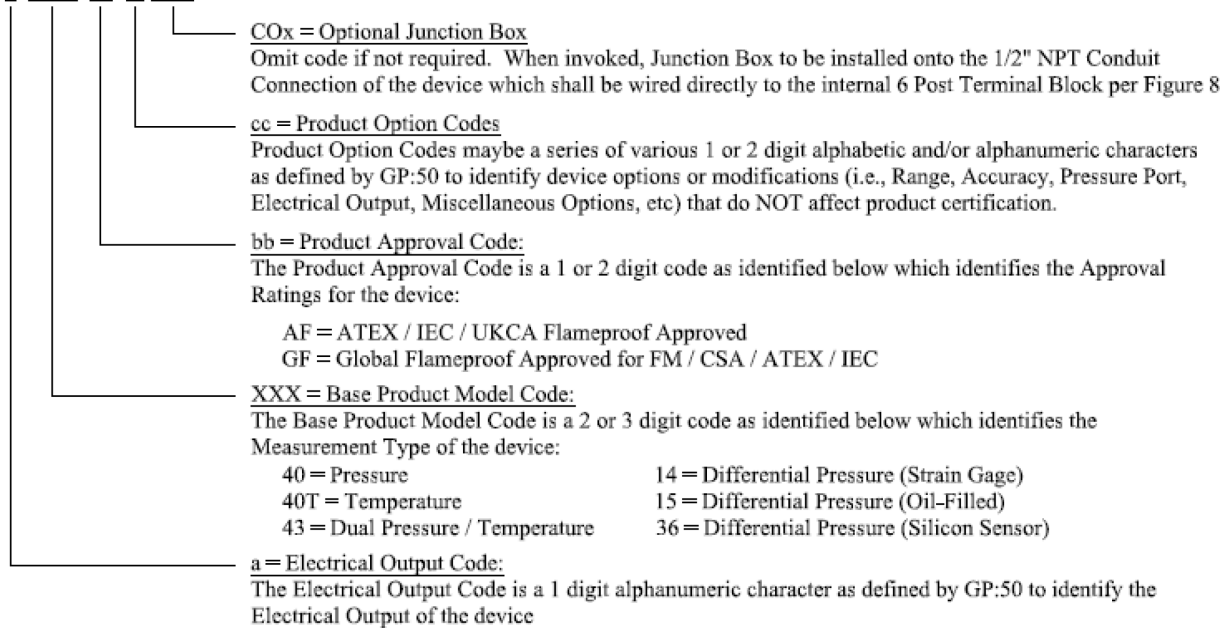 COx = Optional Junction Box
Omit code if not required. When invoked, Junction Box to be installed onto the 1/2" NPT Conduit
Connection of the device which shall be wired directly to the internal 6 Post Terminal Block per Figure 8
cc = Product Option Codes
Product Option Codes maybe a series of various 1 or 2 digit alphabetic and/or alphanumeric characters
as defined by GP:50 to identify device options or modifications (i.e., Range, Accuracy, Pressure Port,
Electrical Output, Miscellaneous Options, etc) that do NOT affect product certification.
bb = Product Approval Code:
The Product Approval Code is a 1 or 2 digit code as identified below which identifies the Approval
Ratings for the device:
AF = ATEX / IEC / UKCA Flameproof Approved
GF = Global Flameproof Approved for FM / CSA / ATEX / IEC
XXX = Base Product Model Code:
The Base Product Model Code is a 2 or 3 digit code as identified below which identifies the
Measurement Type of the device:
40 = Pressure 14 = Differential Pressure (Strain Gage)
40T = Temperature 15 = Differential Pressure (Oil-Filled)
43 = Dual Pressure / Temperature 36 = Differential Pressure (Silicon Sensor)
a = Electrical Output Code:
The Electrical Output Code is a 1 digit alphanumeric character as defined by GP:50 to identify the
Electrical Output of the device